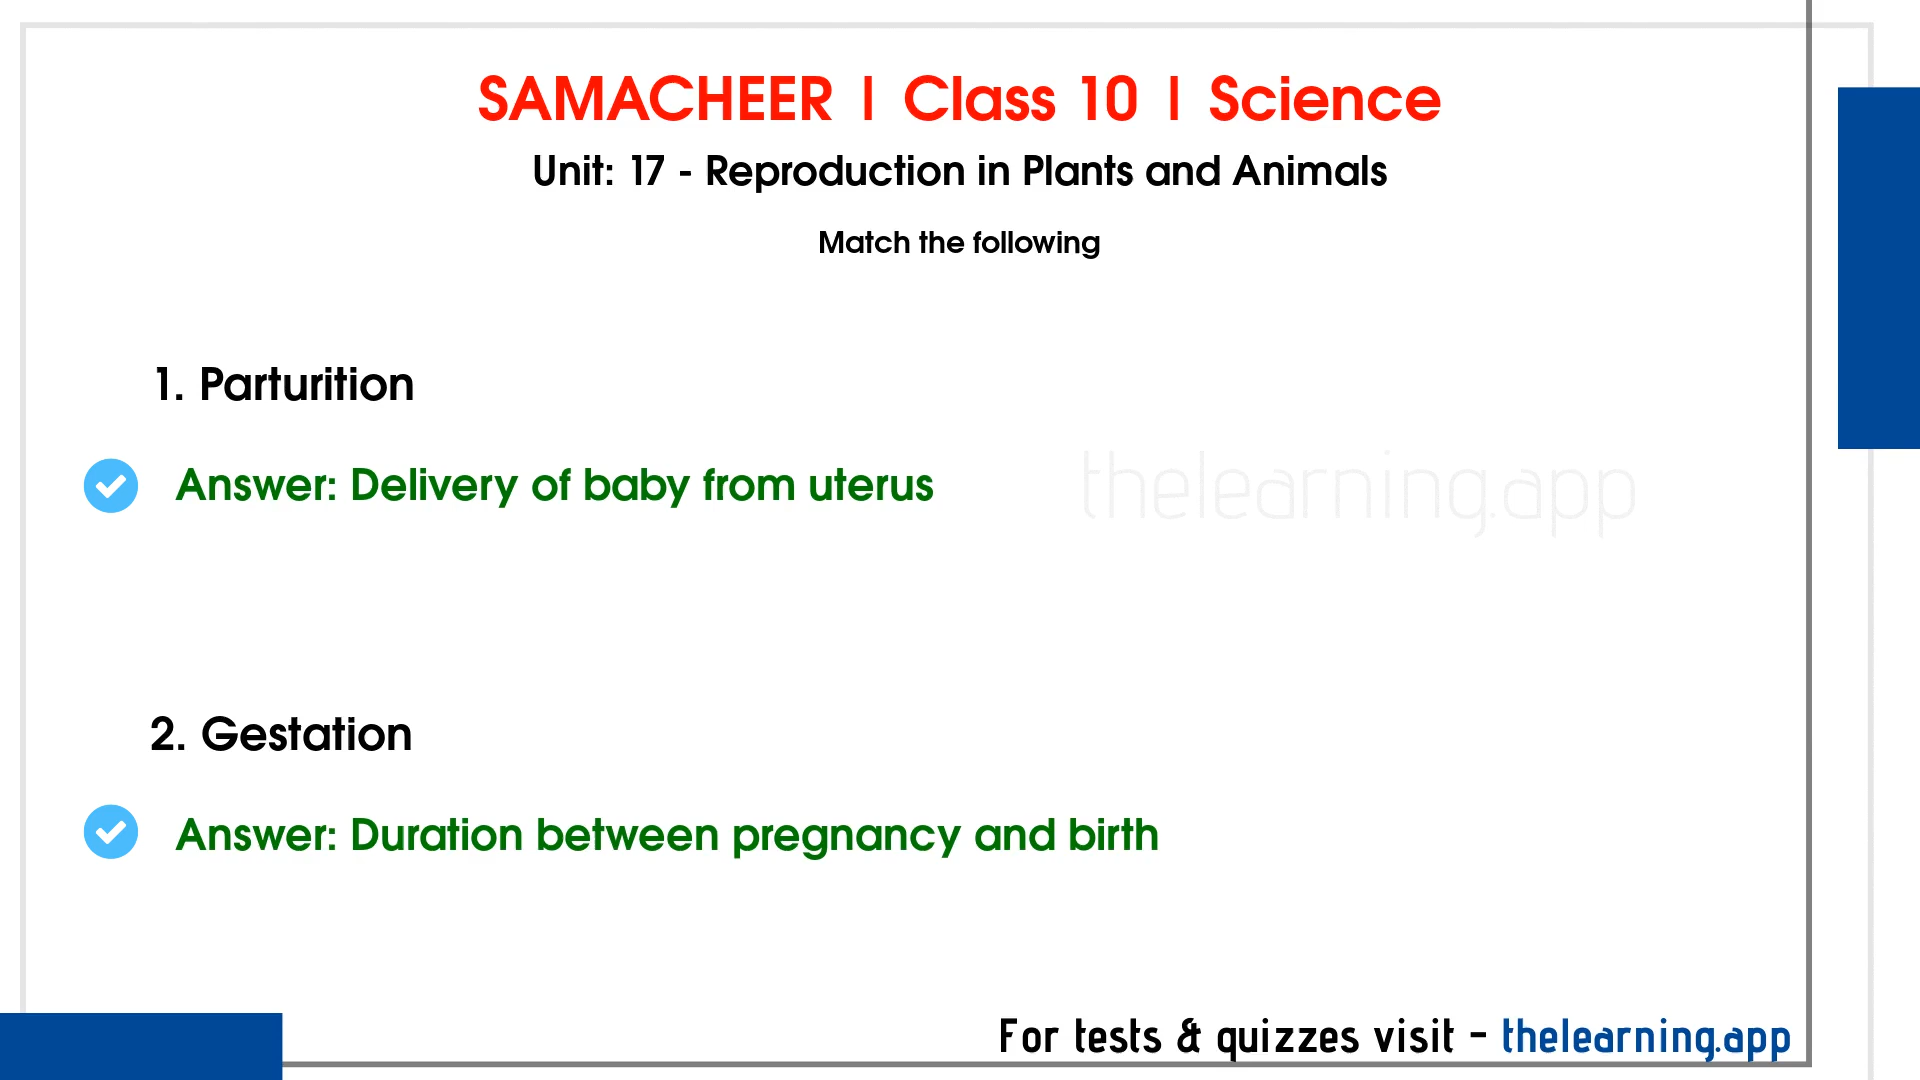 SAMACHEER | Class 10 | Science
Unit: 17 - Reproduction in Plants and Animals
Match the following
1. Parturition
Answer: Delivery of baby from uterus
thelearning.app
2. Gestation
Answer: Duration between pregnancy and birth
For tests & quizzes visit - thelearning.app